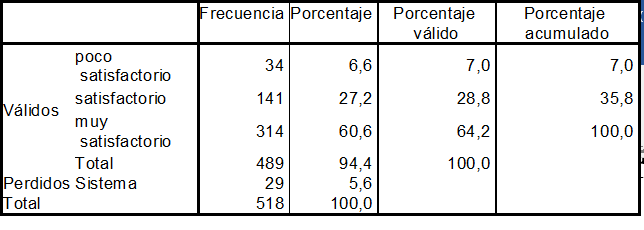 Frecuencia Porcentaje Porcentaje válido Porcentaje acumulado
Válidos poco satisfactorio 34 6,6 7,0 7,0
satisfactorio 141 27,2 28,8 35,8
muy satisfactorio 314 60,6 64,2 100,0
Total 489 94,4 100,0
Perdidos Sistema 29 5,6
Total 518 100,0